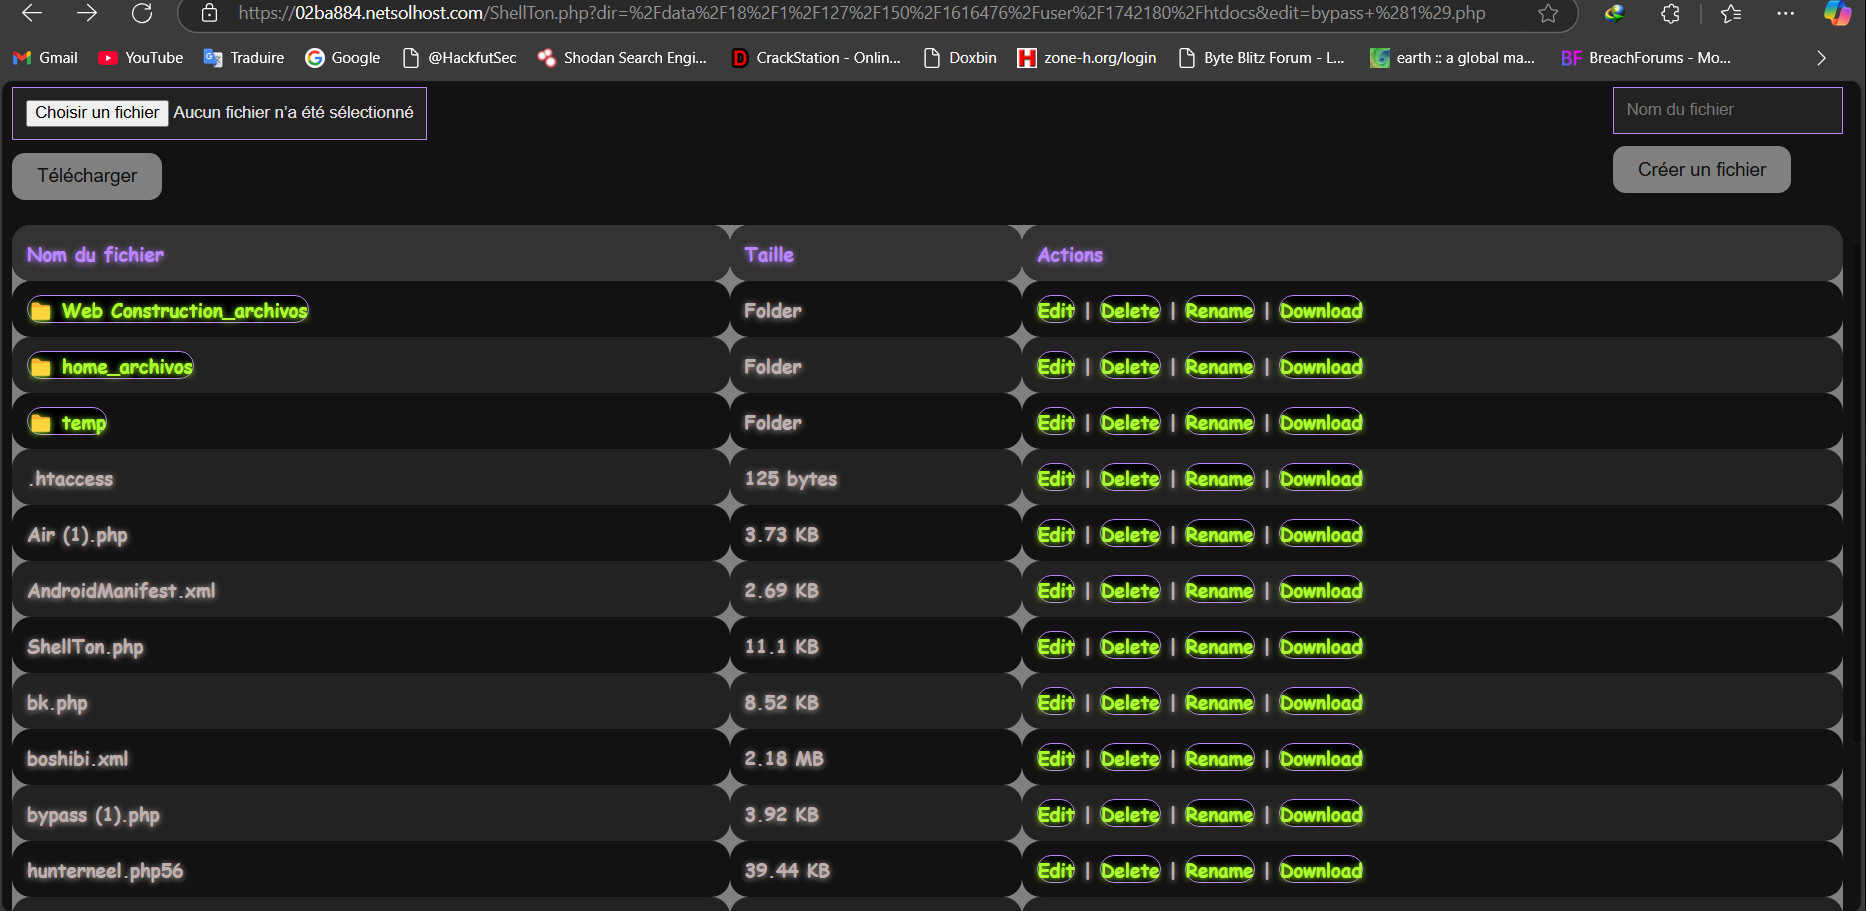 https://02ba884.netsolhost.com/ShellTon.php?dir=%2Fdata%2F18%2F1%2F127%2F150%2F1616476%2Fuser%2F1742180%2Fhtdocs&edit=bypass+%281%29.php
Gmail YouTube Traduire Google @HackfutSec Shodan Search Engi... CrackStation - Onlin... Doxbin zone-h.org/login Byte Blitz Forum - L... earth :: a global ma... BF BreachForums - Mo...
Choisir un fichier Aucun fichier n'a été sélectionné
Nom du fichier
Télécharger
Créer un fichier
Nom du fichier Taille Actions
Web Construction_archivos Folder Edit | Delete | Rename | Download
home_archivos Folder Edit | Delete | Rename | Download
temp Folder Edit | Delete | Rename | Download
.htaccess 125 bytes Edit | Delete | Rename | Download
Air (1).php 3.73 KB Edit | Delete | Rename | Download
AndroidManifest.xml 2.69 KB Edit | Delete | Rename | Download
ShellTon.php 11.1 KB Edit | Delete | Rename | Download
bk.php 8.52 KB Edit | Delete | Rename | Download
boshibi.xml 2.18 MB Edit | Delete | Rename | Download
bypass (1).php 3.92 KB Edit | Delete | Rename | Download
hunterneel.php56 39.44 KB Edit | Delete | Rename | Download